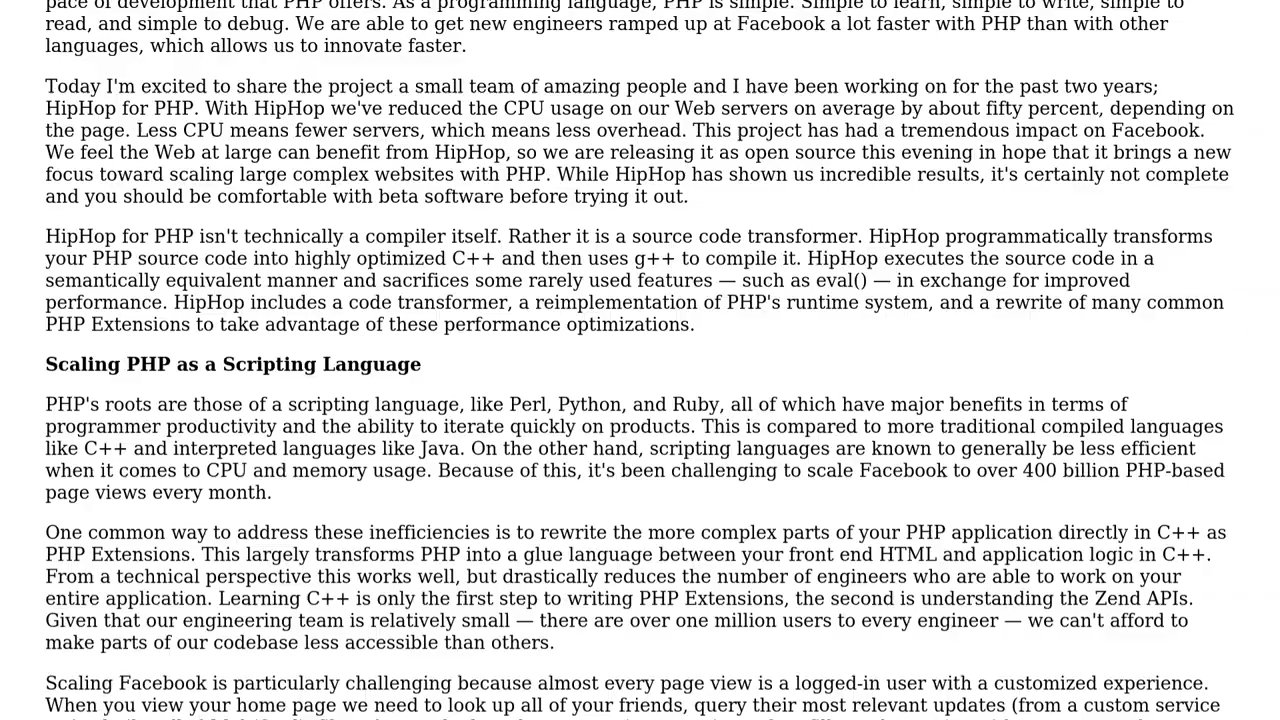 pace of development that PHP offers. As a programming language, PHP is simple. Simple to learn, simple to write, simple to
read, and simple to debug. We are able to get new engineers ramped up at Facebook a lot faster with PHP than with other
languages, which allows us to innovate faster.
Today I'm excited to share the project a small team of amazing people and I have been working on for the past two years;
HipHop for PHP. With HipHop we've reduced the CPU usage on our Web servers on average by about fifty percent, depending on
the page. Less CPU means fewer servers, which means less overhead. This project has had a tremendous impact on Facebook.
We feel the Web at large can benefit from HipHop, so we are releasing it as open source this evening in hope that it brings a new
focus toward scaling large complex websites with PHP. While HipHop has shown us incredible results, it's certainly not complete
and you should be comfortable with beta software before trying it out.
HipHop for PHP isn't technically a compiler itself. Rather it is a source code transformer. HipHop programmatically transforms
your PHP source code into highly optimized C++ and then uses g++ to compile it. HipHop executes the source code in a
semantically equivalent manner and sacrifices some rarely used features — such as eval() — in exchange for improved
performance. HipHop includes a code transformer, a reimplementation of PHP's runtime system, and a rewrite of many common
PHP Extensions to take advantage of these performance optimizations.
Scaling PHP as a Scripting Language
PHP's roots are those of a scripting language, like Perl, Python, and Ruby, all of which have major benefits in terms of
programmer productivity and the ability to iterate quickly on products. This is compared to more traditional compiled languages
like C++ and interpreted languages like Java. On the other hand, scripting languages are known to generally be less efficient
when it comes to CPU and memory usage. Because of this, it's been challenging to scale Facebook to over 400 billion PHP-based
page views every month.
One common way to address these inefficiencies is to rewrite the more complex parts of your PHP application directly in C++ as
PHP Extensions. This largely transforms PHP into a glue language between your front end HTML and application logic in C++.
From a technical perspective this works well, but drastically reduces the number of engineers who are able to work on your
entire application. Learning C++ is only the first step to writing PHP Extensions, the second is understanding the Zend APIs.
Given that our engineering team is relatively small — there are over one million users to every engineer — we can't afford to
make parts of our codebase less accessible than others.
Scaling Facebook is particularly challenging because almost every page view is a logged-in user with a customized experience.
When you view your home page we need to look up all of your friends, query their most relevant updates (from a custom service